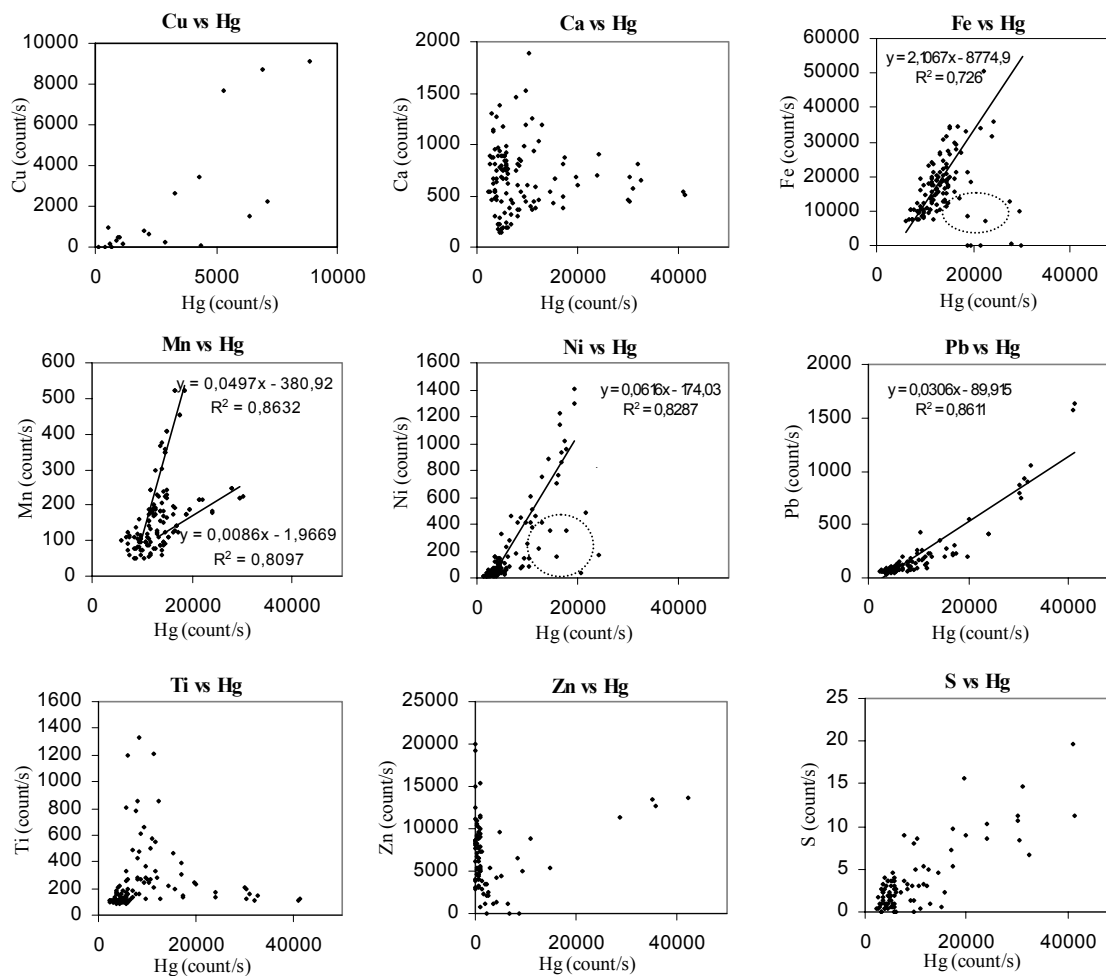 Cu vs Hg
10000
8000
6000
4000
2000
0
Cu (count/s)
0
5000
10000
Hg (count/s)
Ca vs Hg
2000
1500
1000
500
0
Ca (count/s)
0
20000
40000
Hg (count/s)
Fe vs Hg
60000
50000
40000
30000
20000
10000
0
Fe (count/s)
y = 2,1067x - 8774,9
R² = 0,726
0
20000
40000
Hg (count/s)
Mn vs Hg
600
500
400
300
200
100
0
Mn (count/s)
y = 0,0497x - 380,92
R² = 0,8632
y = 0,0086x - 1,9669
R² = 0,8097
0
20000
40000
Hg (count/s)
Ni vs Hg
1600
1400
1200
1000
800
600
400
200
0
Ni (count/s)
y = 0,0616x - 174,03
R² = 0,8287
0
20000
40000
Hg (count/s)
Pb vs Hg
2000
1500
1000
500
0
Pb (count/s)
y = 0,0306x - 89,915
R² = 0,8611
0
20000
40000
Hg (count/s)
Ti vs Hg
1600
1400
1200
1000
800
600
400
200
0
Ti (count/s)
0
20000
40000
Hg (count/s)
Zn vs Hg
25000
20000
15000
10000
5000
0
Zn (count/s)
0
20000
40000
Hg (count/s)
S vs Hg
25
20
15
10
5
0
S (count/s)
0
20000
40000
Hg (count/s)